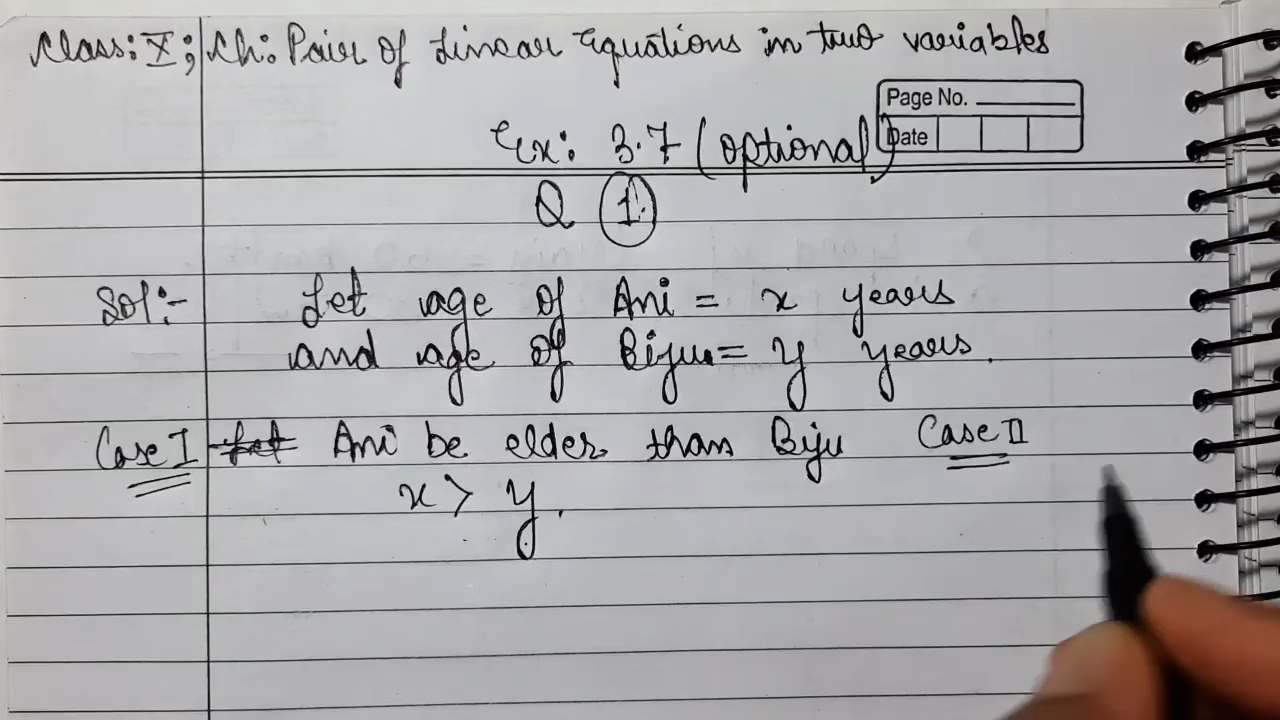 Class: X; Ch: Pair of Linear Equations in two variables
Page No.
Ex: 3.7 (optional)
Date
Q 1.
Sol:- Let age of Ani = x years
and age of Biju = y years.
Case I Let Ani be elder than Biju Case II
x > y.